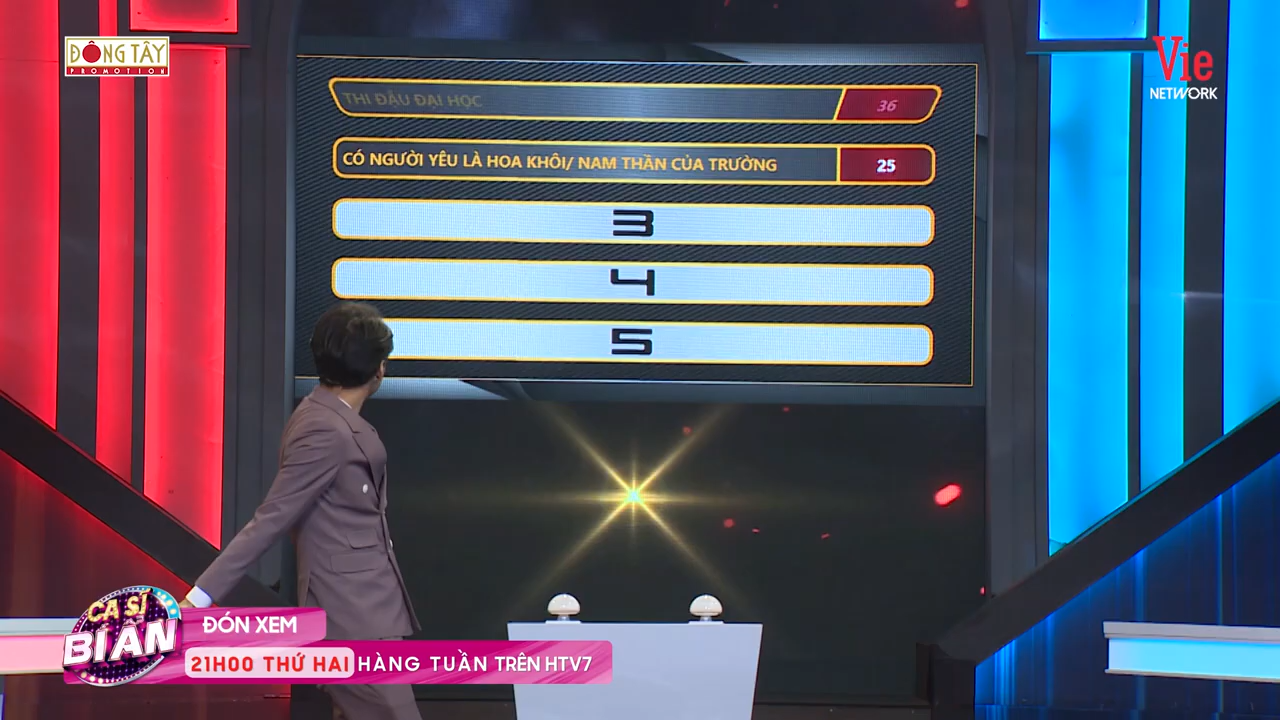 ĐÔNG TÂY
PROMOTION
Vie
NETWORK
THI ĐẬU ĐẠI HỌC 36
CÓ NGƯỜI YÊU LÀ HOA KHÔI/ NAM THẦN CỦA TRƯỜNG 25
3
4
5
CA SĨ
BÍ ẨN
ĐÓN XEM
21H00 THỨ HAI HÀNG TUẦN TRÊN HTV7